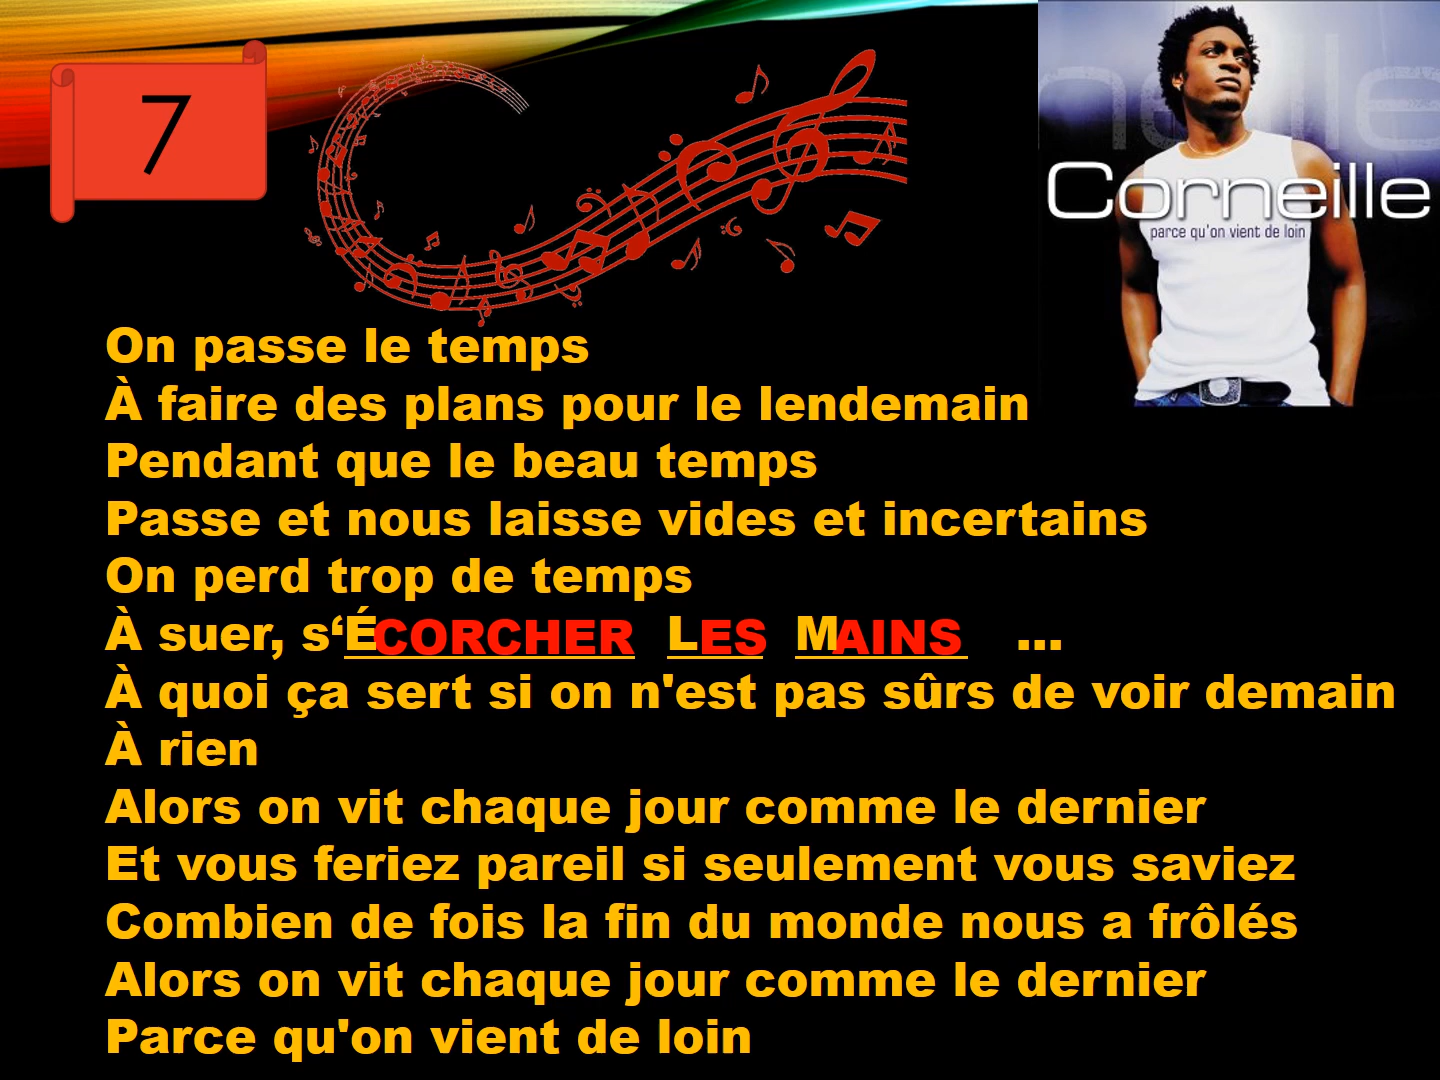 7
Corneille
parce qu'on vient de loin
On passe le temps
À faire des plans pour le lendemain
Pendant que le beau temps
Passe et nous laisse vides et incertains
On perd trop de temps
À suer, s‘ÉCORCHER LES MAINS ...
À quoi ça sert si on n'est pas sûrs de voir demain
À rien
Alors on vit chaque jour comme le dernier
Et vous feriez pareil si seulement vous saviez
Combien de fois la fin du monde nous a frôlés
Alors on vit chaque jour comme le dernier
Parce qu'on vient de loin